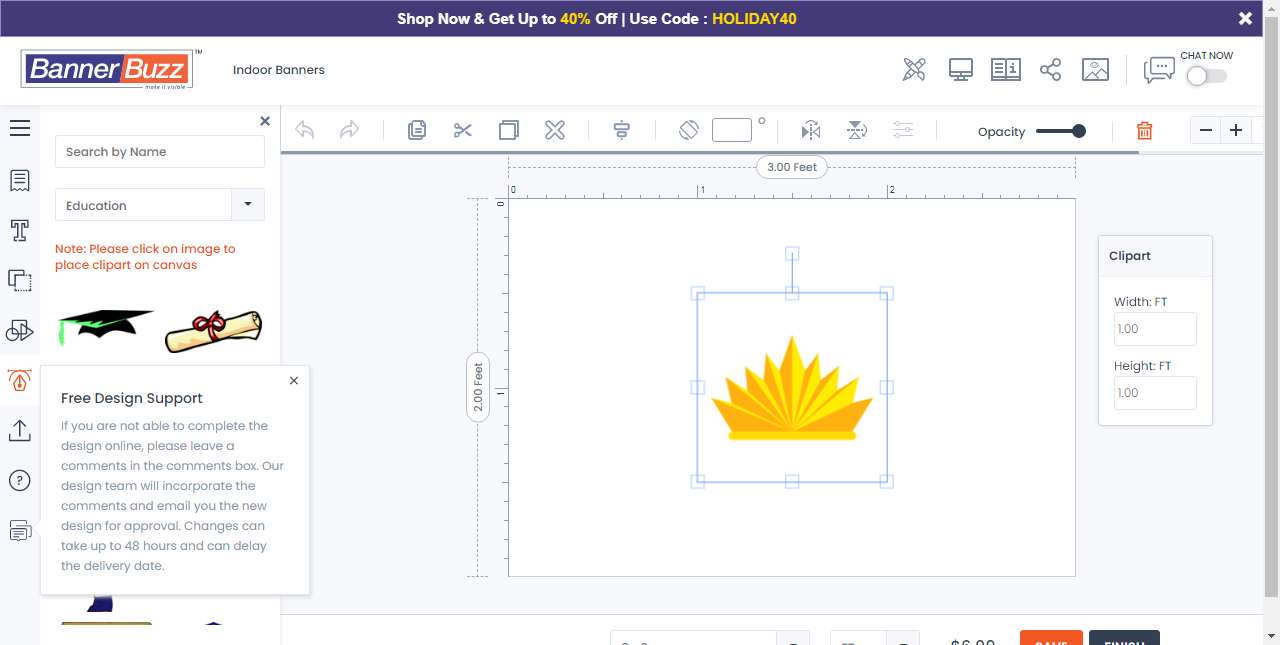 Shop Now & Get Up to 40% Off | Use Code : HOLIDAY40
BannerBuzz
TM
make it visible
Indoor Banners
CHAT NOW
Search by Name
Opacity
Education
Note: Please click on image to
place clipart on canvas
3.00 Feet
0
1
2
0
1
2.00 Feet
Clipart
Width: FT
1.00
Height: FT
1.00
Free Design Support
If you are not able to complete the
design online, please leave a
comments in the comments box. Our
design team will incorporate the
comments and email you the new
design for approval. Changes can
take up to 48 hours and can delay
the delivery date.
$6.99
SAVE
FINISH